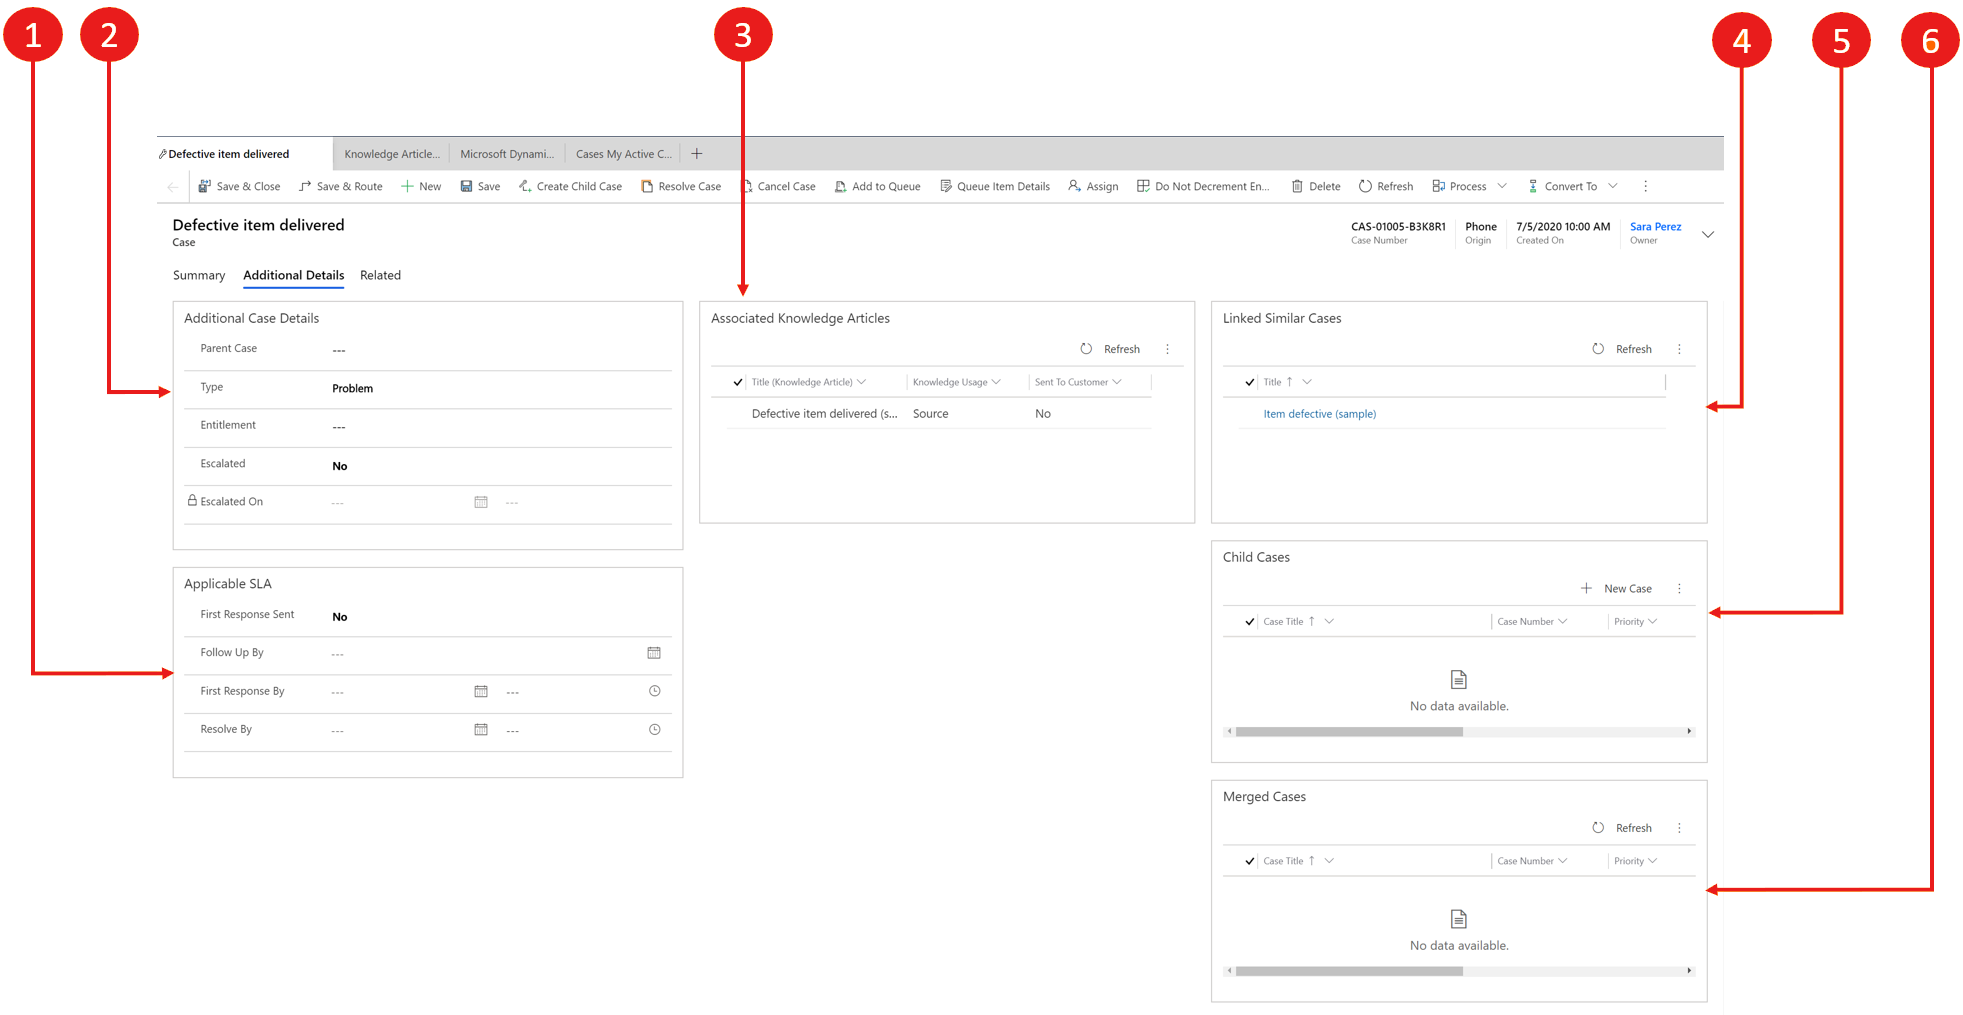 1 2 3 4 5 6
Defective item delivered Knowledge Article... Microsoft Dynami... Cases My Active C...
Save & Close Save & Route New Save Create Child Case Resolve Case Cancel Case Add to Queue Queue Item Details Assign Do Not Decrement En... Delete Refresh Process Convert To
Defective item delivered
Case
CAS-01005-B3K8R1 Phone 7/5/2020 10:00 AM Sara Perez
Case Number Origin Created On Owner
Summary Additional Details Related
Additional Case Details
Parent Case ---
Type Problem
Entitlement ---
Escalated No
Escalated On --- ---
Applicable SLA
First Response Sent No
Follow Up By ---
First Response By --- ---
Resolve By --- ---
Associated Knowledge Articles
Refresh
Title (Knowledge Article) Knowledge Usage Sent To Customer
Defective item delivered (s... Source No
Linked Similar Cases
Refresh
Title
Item defective (sample)
Child Cases
New Case
Case Title Case Number Priority
No data available.
Merged Cases
Refresh
Case Title Case Number Priority
No data available.